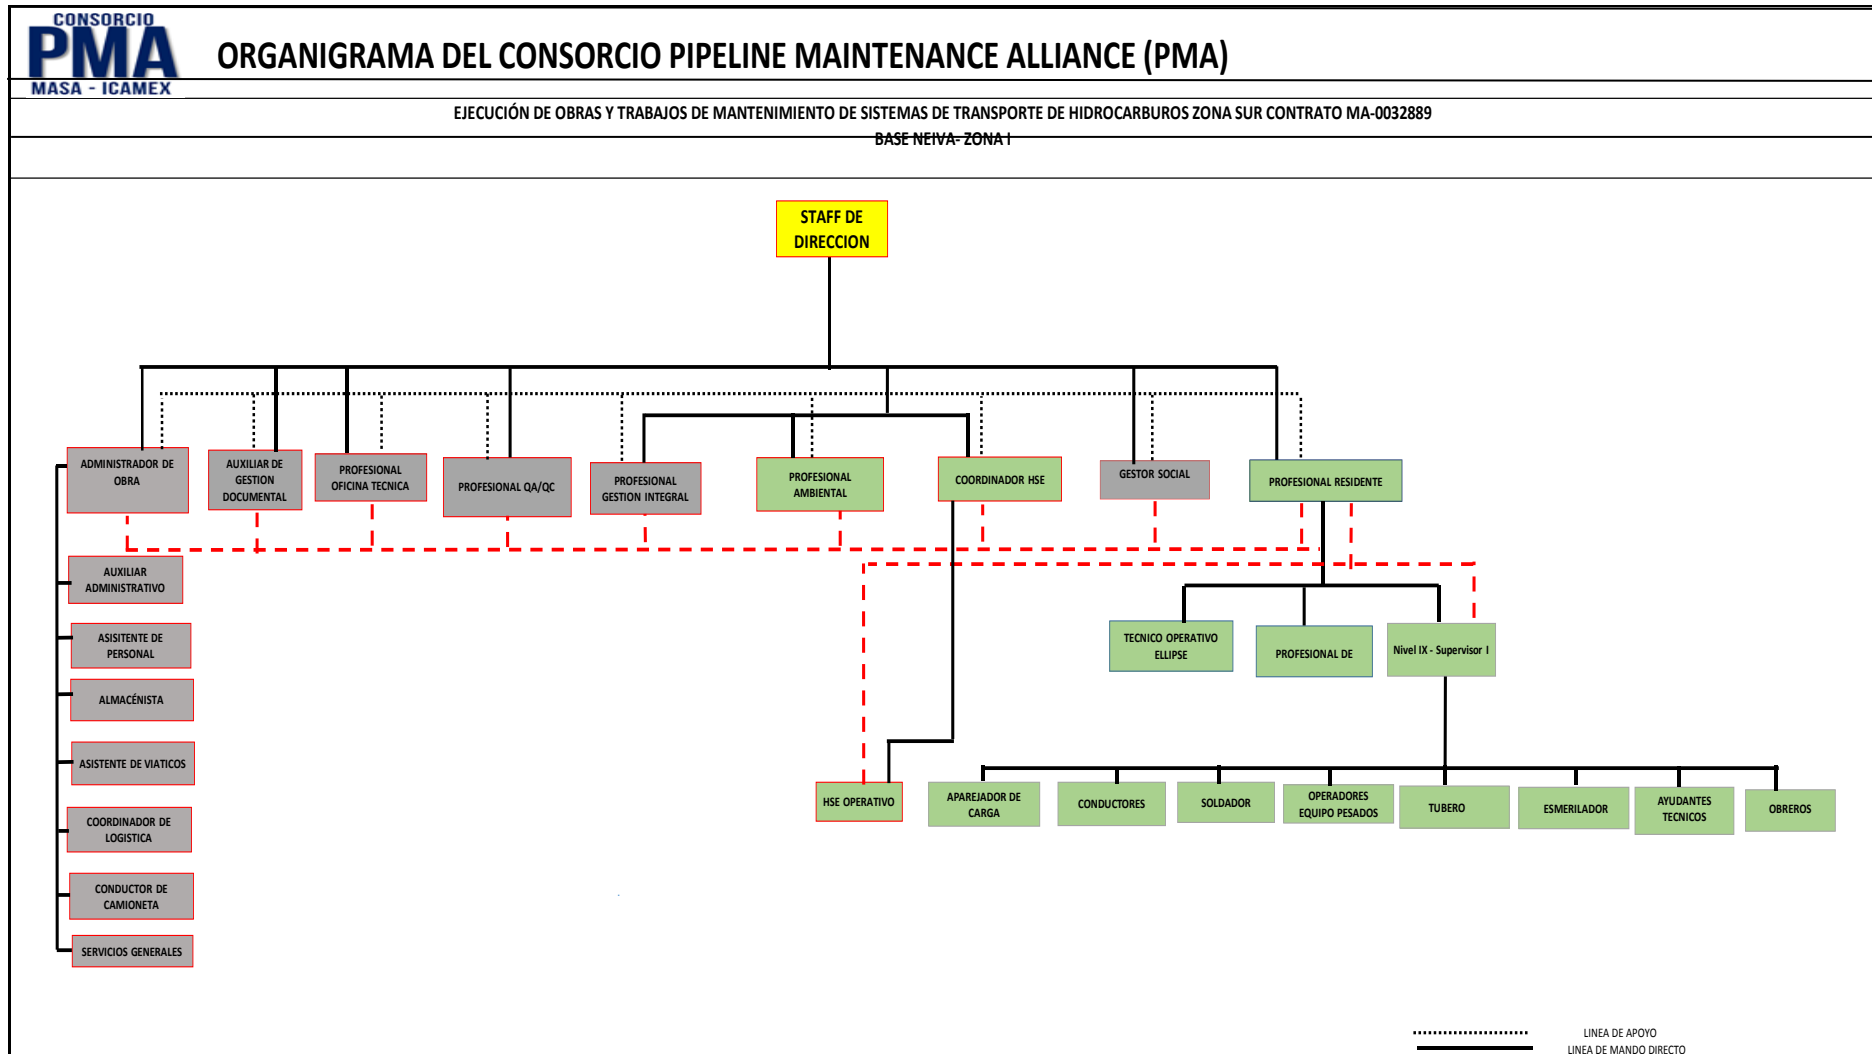 CONSORCIO
PMA
MASA - ICAMEX
ORGANIGRAMA DEL CONSORCIO PIPELINE MAINTENANCE ALLIANCE (PMA)
EJECUCIÓN DE OBRAS Y TRABAJOS DE MANTENIMIENTO DE SISTEMAS DE TRANSPORTE DE HIDROCARBUROS ZONA SUR CONTRATO MA-0032889
BASE NEIVA- ZONA I
STAFF DE
DIRECCION
ADMINISTRADOR DE
OBRA
AUXILIAR DE
GESTION
DOCUMENTAL
PROFESIONAL
OFICINA TECNICA
PROFESIONAL QA/QC
PROFESIONAL
GESTION INTEGRAL
PROFESIONAL
AMBIENTAL
COORDINADOR HSE
GESTOR SOCIAL
PROFESIONAL RESIDENTE
AUXILIAR
ADMINISTRATIVO
ASISITENTE DE
PERSONAL
ALMACÉNISTA
ASISTENTE DE VIATICOS
COORDINADOR DE
LOGISTICA
CONDUCTOR DE
CAMIONETA
SERVICIOS GENERALES
TECNICO OPERATIVO
ELLIPSE
PROFESIONAL DE
Nivel IX - Supervisor I
HSE OPERATIVO
APAREJADOR DE
CARGA
CONDUCTORES
SOLDADOR
OPERADORES
EQUIPO PESADOS
TUBERO
ESMERILADOR
AYUDANTES
TECNICOS
OBREROS
LINEA DE APOYO
LINEA DE MANDO DIRECTO